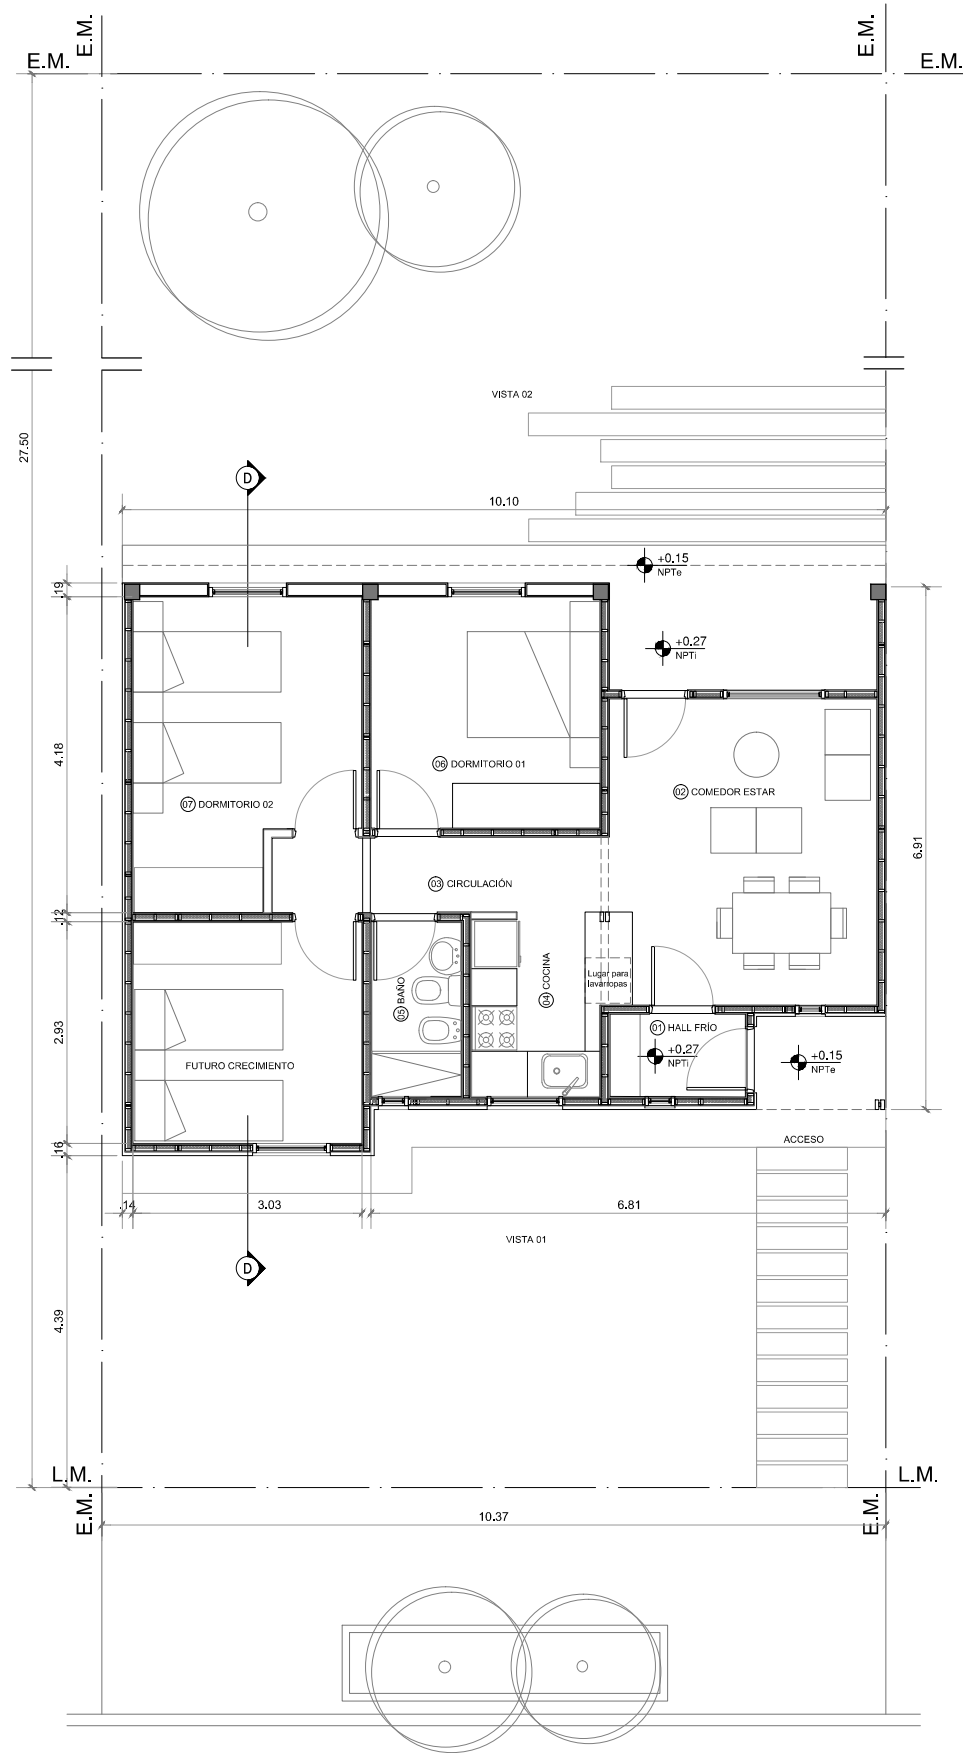 E.M.
E.M.
E.M.
E.M.
27.50
VISTA 02
D
10.10
+0.15
NPTe
.19
+0.27
NPTi
4.18
06 DORMITORIO 01
07 DORMITORIO 02
02 COMEDOR ESTAR
6.91
03 CIRCULACIÓN
.12
04 COCINA
Lugar para
lavarropas
05 BAÑO
01 HALL FRÍO
2.93
+0.27
NPTi
+0.15
NPTe
FUTURO CRECIMIENTO
.16
ACCESO
.14
3.03
6.81
VISTA 01
D
4.39
L.M.
L.M.
E.M.
E.M.
10.37